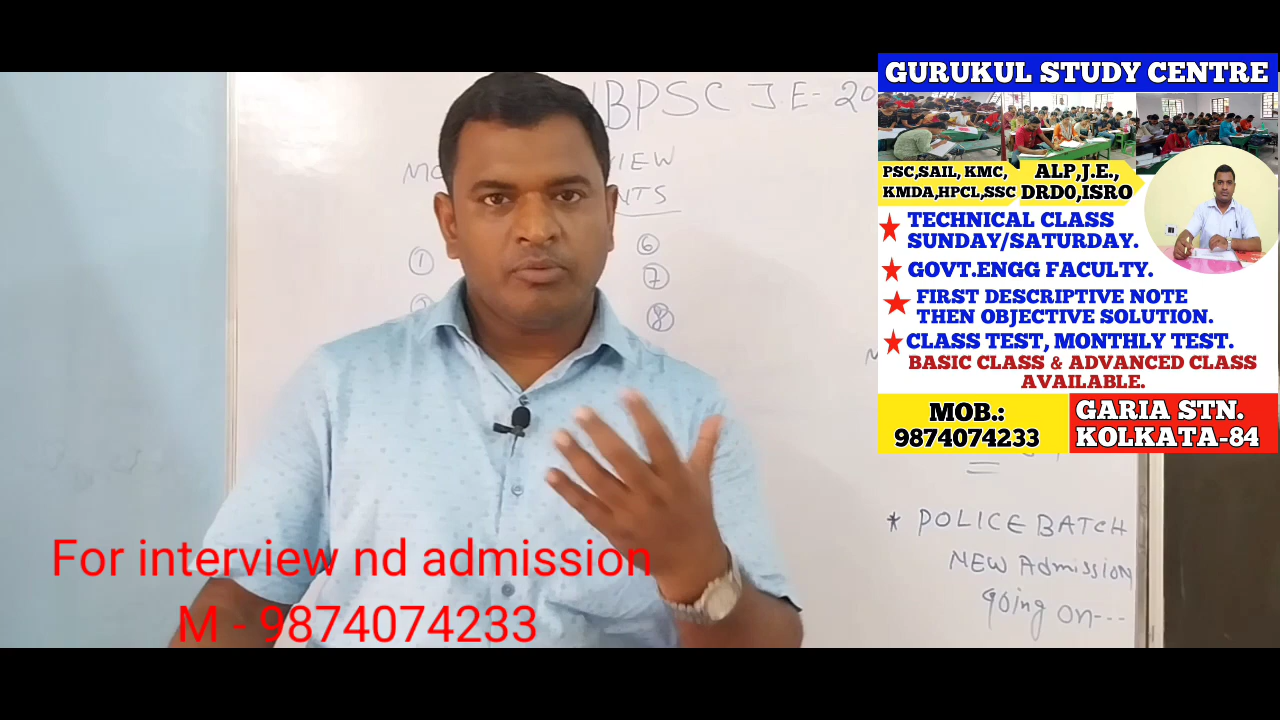 WBPSC J.E- 20
VIEW
NTS
①
⑥
⑦
⑧
* POLICE BATCH
NEW Admission
going on---
GURUKUL STUDY CENTRE
PSC,SAIL, KMC,
KMDA,HPCL,SSC
ALP,J.E.,
DRDO,ISRO
★ TECHNICAL CLASS
SUNDAY/SATURDAY.
★ GOVT.ENGG FACULTY.
★ FIRST DESCRIPTIVE NOTE
THEN OBJECTIVE SOLUTION.
★ CLASS TEST, MONTHLY TEST.
BASIC CLASS & ADVANCED CLASS
AVAILABLE.
MOB.:
9874074233
GARIA STN.
KOLKATA-84
For interview nd admission
M - 9874074233